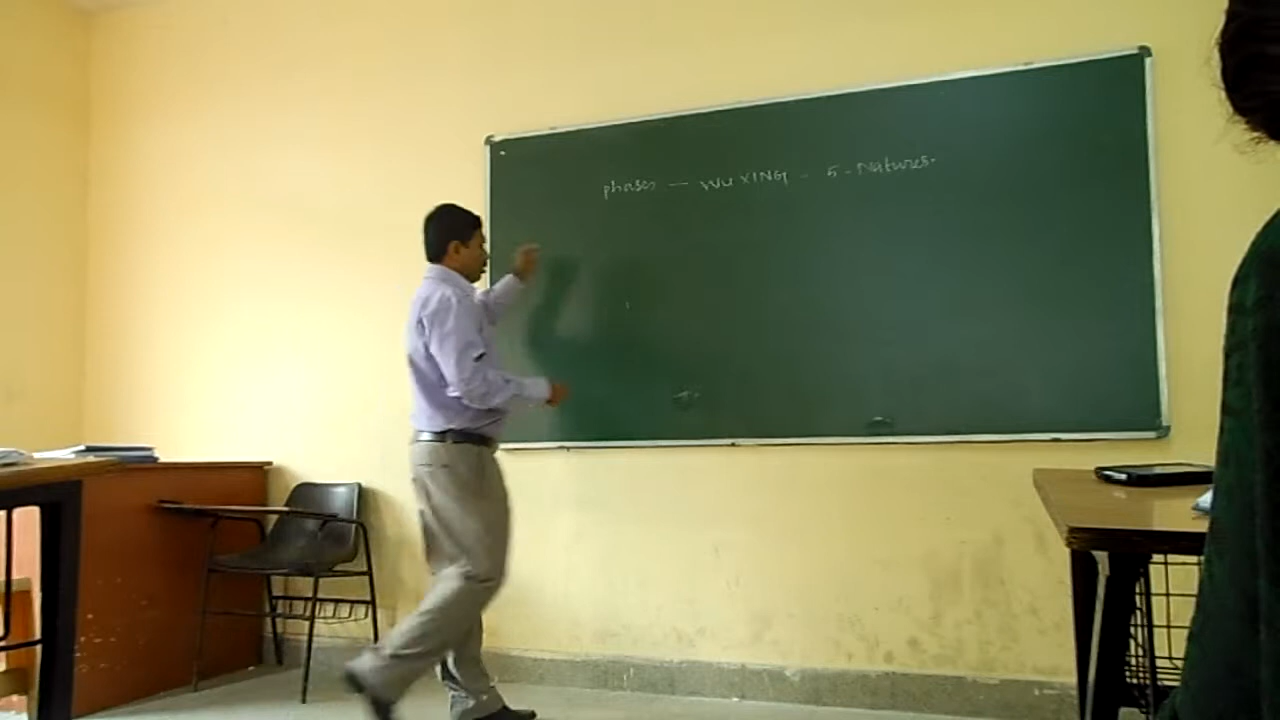 phases — WU XING - 5 - Natures.